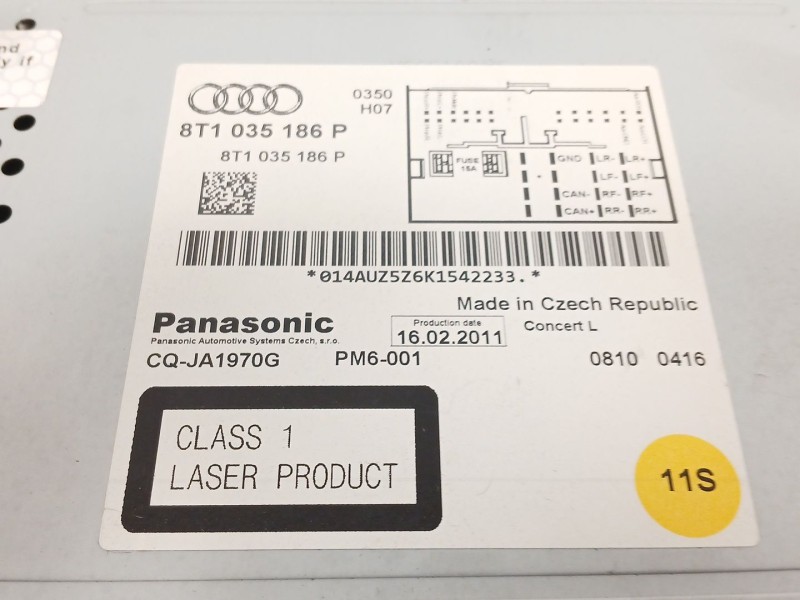 nd
y if
0350
H07
8T1 035 186 P
8T1 035 186 P
FUSE
15A
GND LR- LR+
LF- LF+
CAN- RF- RF+
CAN+ RR- RR+
*014AUZ5Z6K1542233.*
Made in Czech Republic
Panasonic
Panasonic Automotive Systems Czech, s.r.o.
Production date
16.02.2011
Concert L
CQ-JA1970G PM6-001 0810 0416
CLASS 1
LASER PRODUCT
11S